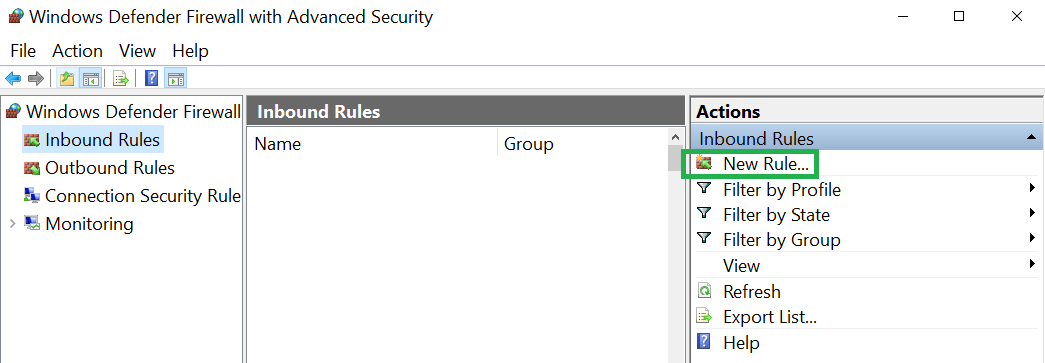 Windows Defender Firewall with Advanced Security
File Action View Help
Windows Defender Firewall
Inbound Rules
Outbound Rules
Connection Security Rule
Monitoring
Inbound Rules
Name Group
Actions
Inbound Rules
New Rule...
Filter by Profile
Filter by State
Filter by Group
View
Refresh
Export List...
Help